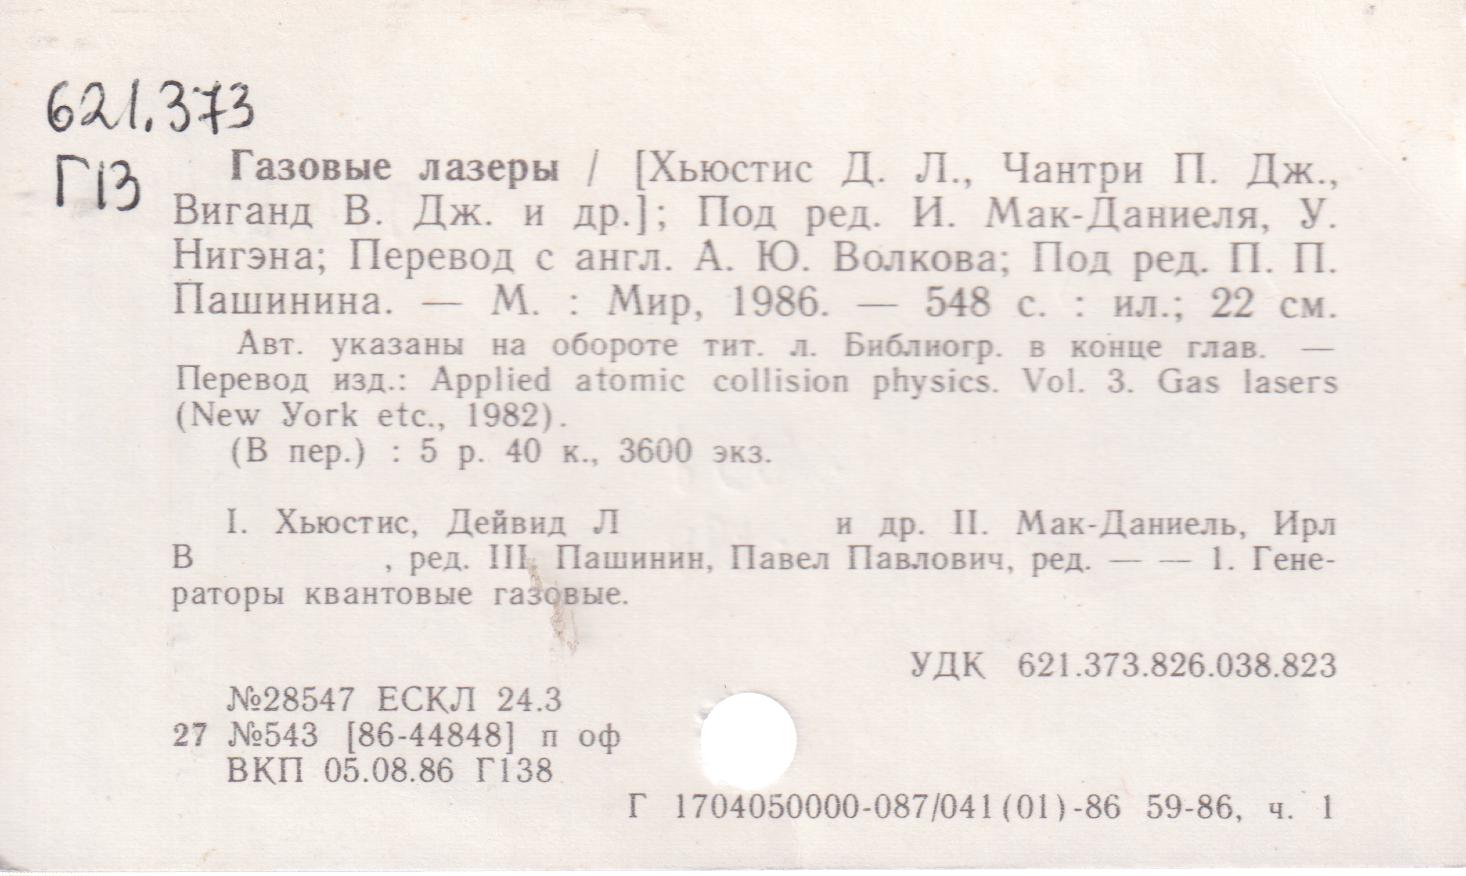 621.373
Г13
Газовые лазеры / [Хьюстис Д. Л., Чантри П. Дж.,
Виганд В. Дж. и др.]; Под ред. И. Мак-Даниеля, У.
Нигэна; Перевод с англ. А. Ю. Волкова; Под ред. П. П.
Пашинина. — М. : Мир, 1986. — 548 с. : ил.; 22 см.
Авт. указаны на обороте тит. л. Библиогр. в конце глав. —
Перевод изд.: Applied atomic collision physics. Vol. 3. Gas lasers
(New York etc., 1982).
(В пер.) : 5 р. 40 к., 3600 экз.
I. Хьюстис, Дейвид Л и др. II. Мак-Даниель, Ирл
В , ред. III. Пашинин, Павел Павлович, ред. — — 1. Гене-
раторы квантовые газовые.
УДК 621.373.826.038.823
№28547 ЕСКЛ 24.3
27 №543 [86-44848] п оф
ВКП 05.08.86 Г138
Г 1704050000-087/041(01)-86 59-86, ч. 1